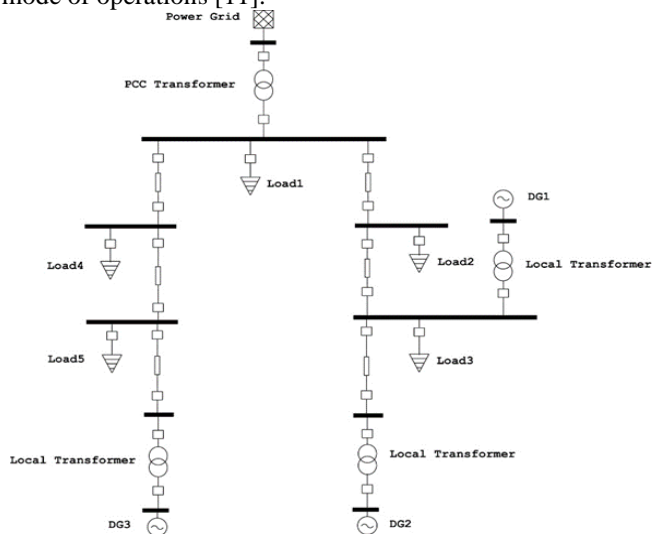 mode of operations [11].
Power Grid
PCC Transformer
Load1
DG1
Load4
Load2
Local Transformer
Load5
Load3
Local Transformer
Local Transformer
DG3
DG2